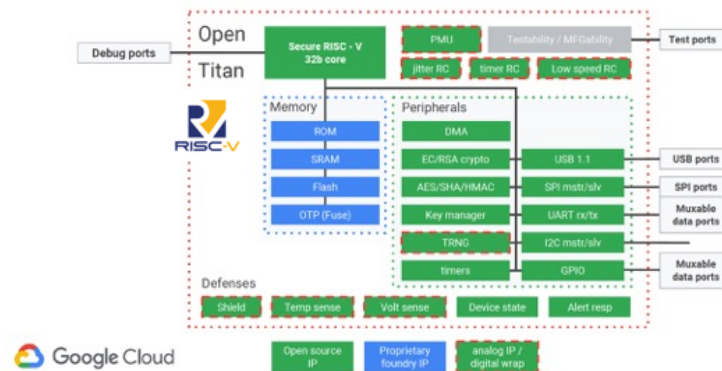 Open
Titan
Debug ports
Secure RISC - V
32b core
PMU
Testability / MFGability
Test ports
jitter RC
timer RC
Low speed RC
RISC-V
Memory
ROM
SRAM
Flash
OTP (Fuse)
Peripherals
DMA
EC/RSA crypto
USB 1.1
USB ports
AES/SHA/HMAC
SPI mstr/slv
SPI ports
Key manager
UART rx/tx
Muxable
data ports
TRNG
I2C mstr/slv
timers
GPIO
Muxable
data ports
Defenses
Shield
Temp sense
Volt sense
Device state
Alert resp
Google Cloud
Open source
IP
Proprietary
foundry IP
analog IP /
digital wrap